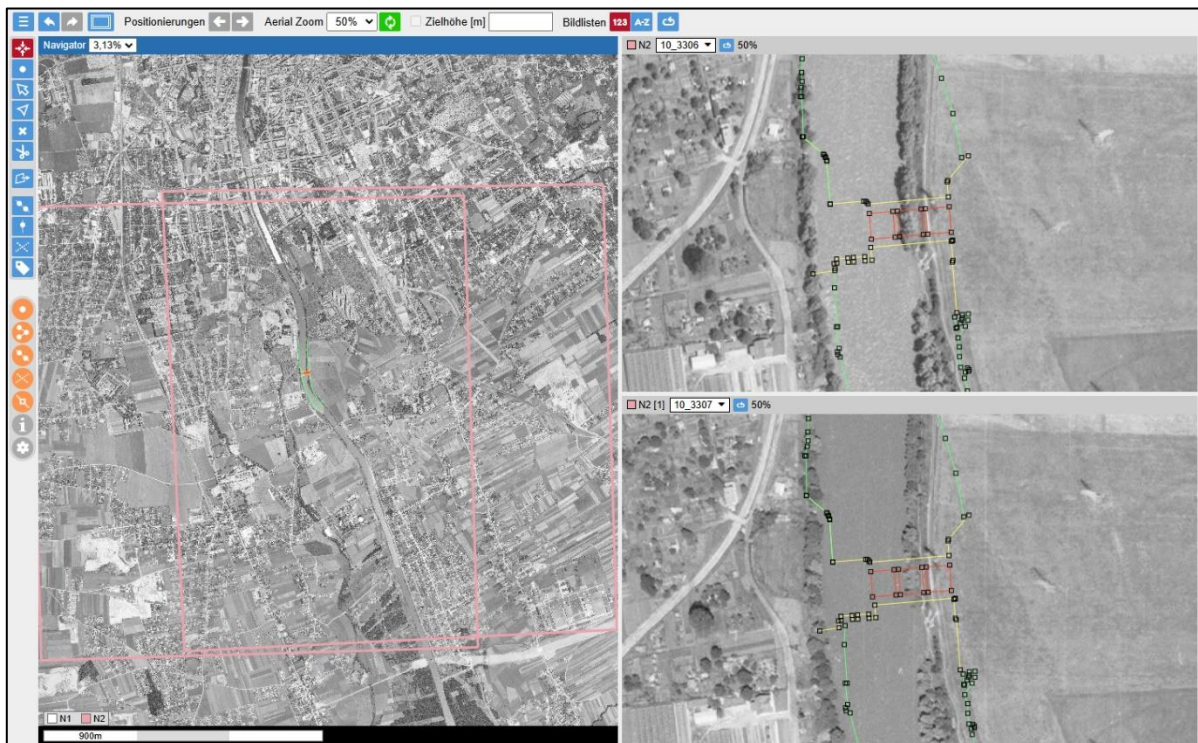 Positionierungen Aerial Zoom 50% Zielhöhe [m] Bildlisten 123 A-Z
Navigator 3,13%
N2 10_3306 50%
N2 [1] 10_3307 50%
N1 N2
900m